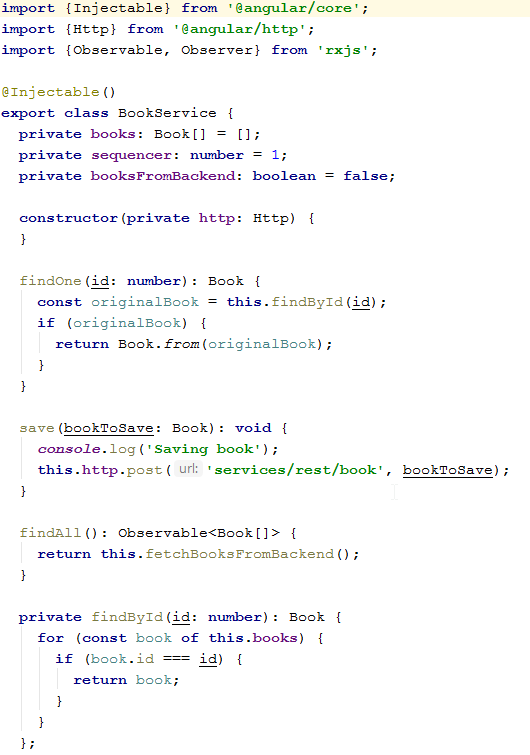 import {Injectable} from '@angular/core';
import {Http} from '@angular/http';
import {Observable, Observer} from 'rxjs';

@Injectable()
export class BookService {
  private books: Book[] = [];
  private sequencer: number = 1;
  private booksFromBackend: boolean = false;

  constructor(private http: Http) {
  }

  findOne(id: number): Book {
    const originalBook = this.findById(id);
    if (originalBook) {
      return Book.from(originalBook);
    }
  }

  save(bookToSave: Book): void {
    console.log('Saving book');
    this.http.post( url: 'services/rest/book', bookToSave);
  }

  findAll(): Observable<Book[]> {
    return this.fetchBooksFromBackend();
  }

  private findById(id: number): Book {
    for (const book of this.books) {
      if (book.id === id) {
        return book;
      }
    }
  };